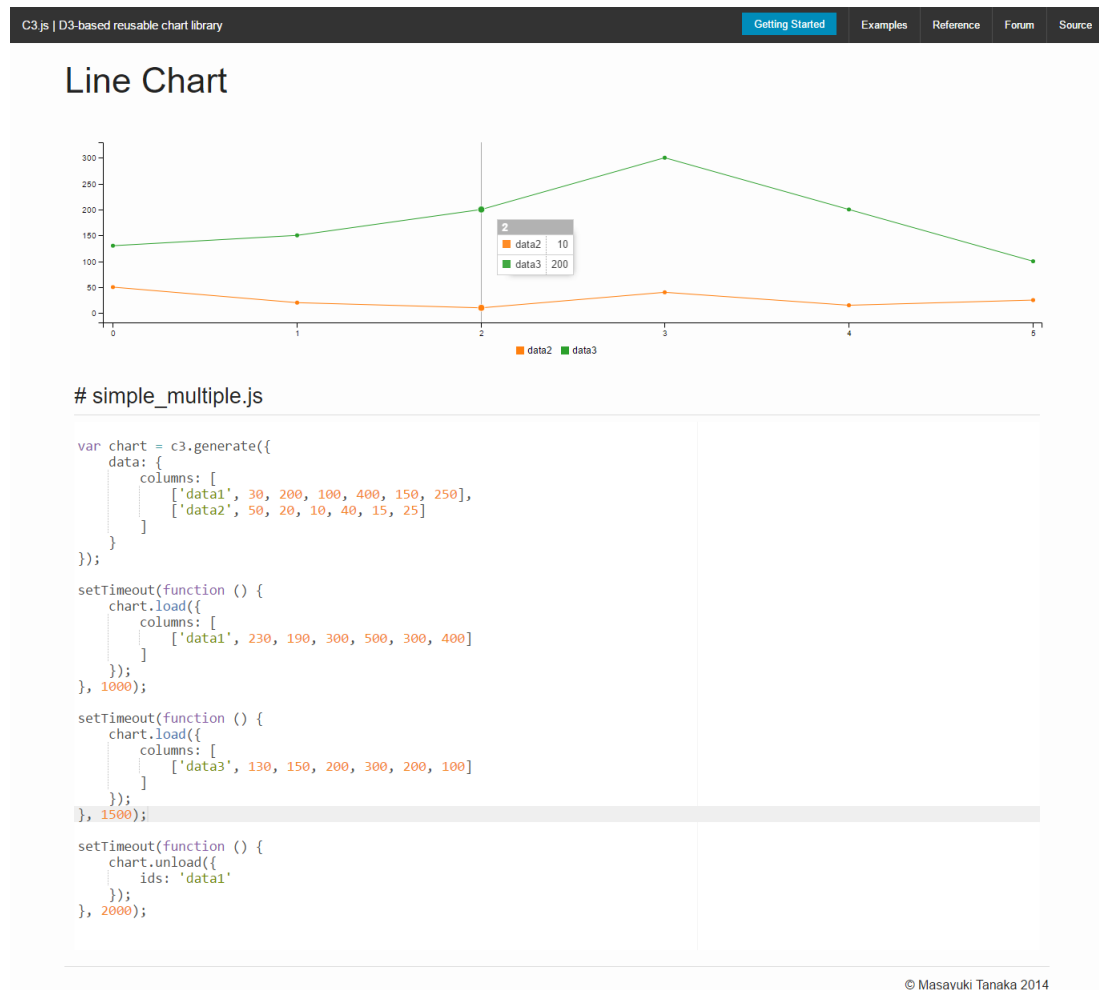 C3.js | D3-based reusable chart library Getting Started Examples Reference Forum Source
Line Chart
300
250
200
150
100
50
0
2
data2 10
data3 200
0 1 2 3 4 5
data2 data3
# simple_multiple.js
var chart = c3.generate({
    data: {
        columns: [
            ['data1', 30, 200, 100, 400, 150, 250],
            ['data2', 50, 20, 10, 40, 15, 25]
        ]
    }
});
setTimeout(function () {
    chart.load({
        columns: [
            ['data1', 230, 190, 300, 500, 300, 400]
        ]
    });
}, 1000);
setTimeout(function () {
    chart.load({
        columns: [
            ['data3', 130, 150, 200, 300, 200, 100]
        ]
    });
}, 1500);
setTimeout(function () {
    chart.unload({
        ids: 'data1'
    });
}, 2000);
© Masayuki Tanaka 2014